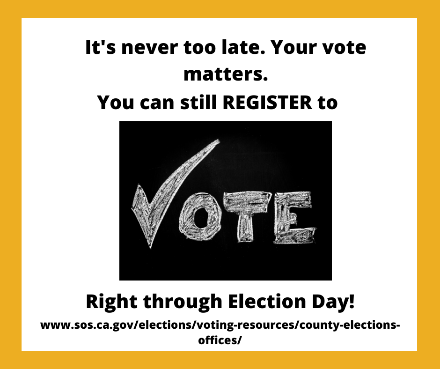 It's never too late. Your vote
matters.
You can still REGISTER to
VOTE
Right through Election Day!
www.sos.ca.gov/elections/voting-resources/county-elections-
offices/